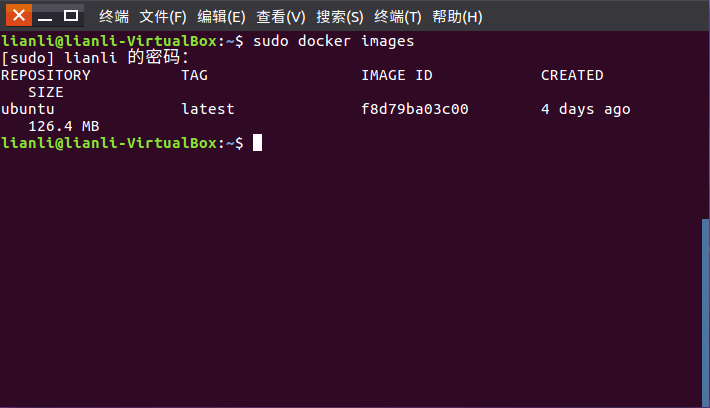 终端 文件(F) 编辑(E) 查看(V) 搜索(S) 终端(T) 帮助(H)
lianli@lianli-VirtualBox:~$ sudo docker images
[sudo] lianli 的密码：
REPOSITORY TAG IMAGE ID CREATED
SIZE
ubuntu latest f8d79ba03c00 4 days ago
126.4 MB
lianli@lianli-VirtualBox:~$